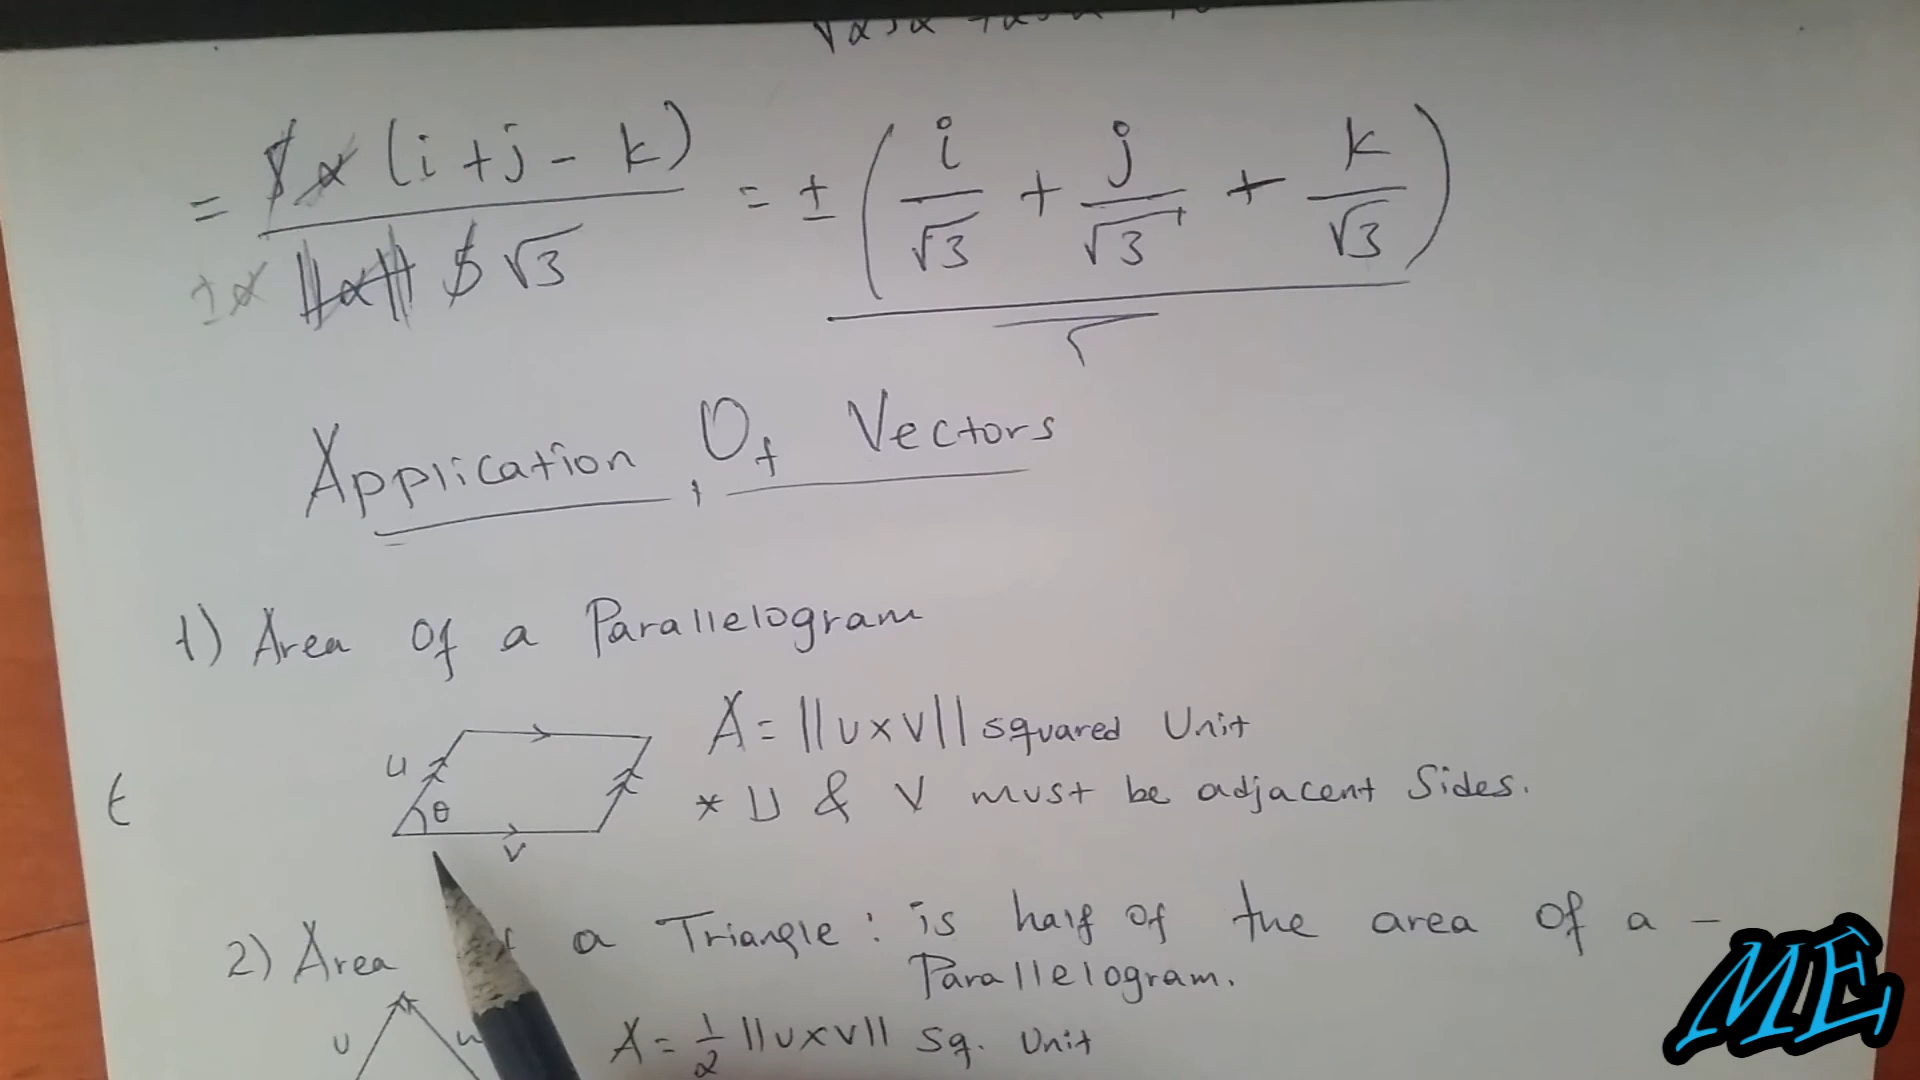 = (i + j - k) / √3 = ± ( i/√3 + j/√3 + k/√3 )
± α ||α|| 5
Application Of Vectors
1) Area Of a Parallelogram
u θ v
A = ||u x v|| squared Unit
* U & V must be adjacent Sides.
t
2) Area a Triangle : is half of the area of a -
Parallelogram.
u
A = 1/2 ||u x v|| Sq. Unit
ME